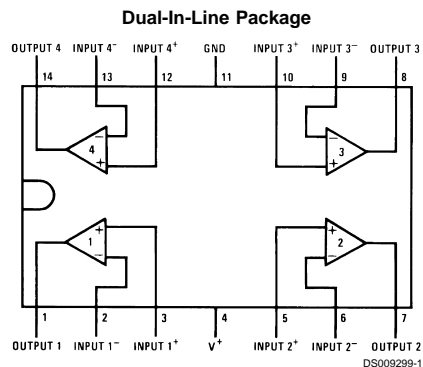 Dual-In-Line Package
OUTPUT 4 INPUT 4⁻ INPUT 4⁺ GND INPUT 3⁺ INPUT 3⁻ OUTPUT 3
14 13 12 11 10 9 8
− + 4 − + 3
+ − 1 + − 2
1 2 3 4 5 6 7
OUTPUT 1 INPUT 1⁻ INPUT 1⁺ V⁺ INPUT 2⁺ INPUT 2⁻ OUTPUT 2
DS009299-1